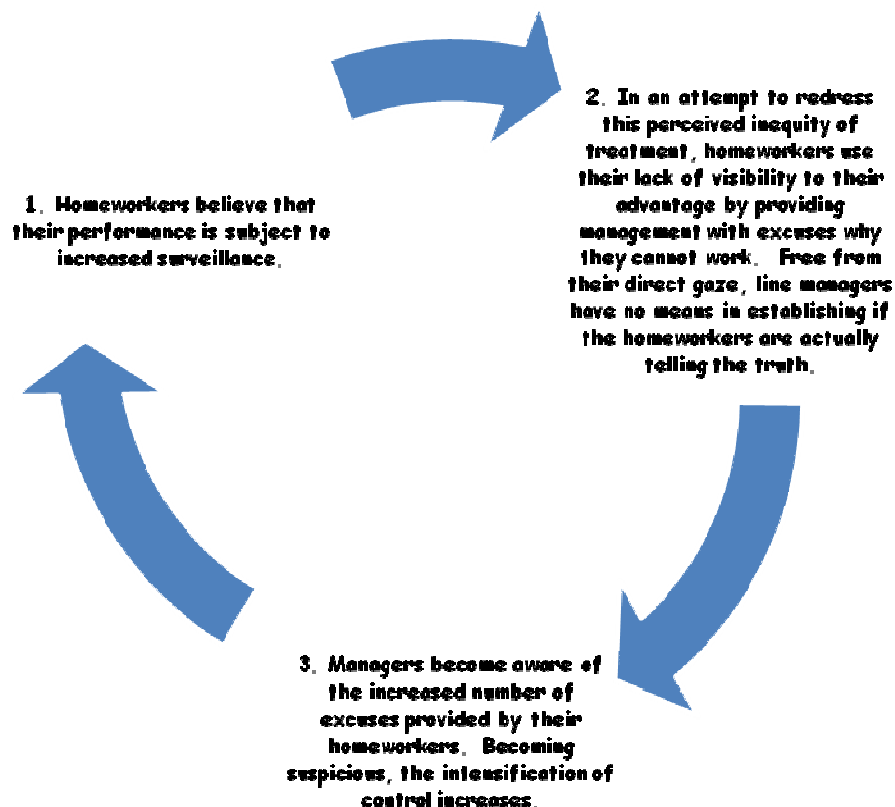 1. Homeworkers believe that
their performance is subject to
increased surveillance.
2. In an attempt to redress
this perceived inequity of
treatment, homeworkers use
their lack of visibility to their
advantage by providing
management with excuses why
they cannot work. Free from
their direct gaze, line managers
have no means in establishing if
the homeworkers are actually
telling the truth.
3. Managers become aware of
the increased number of
excuses provided by their
homeworkers. Becoming
suspicious, the intensification of
control increases.